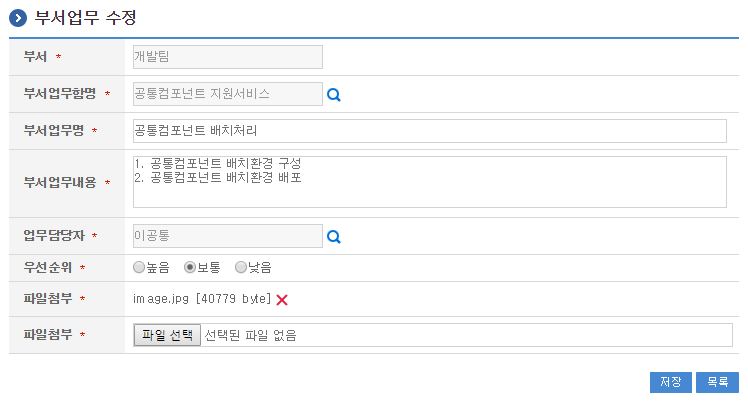 부서업무 수정
부서 * 개발팀
부서업무함명 * 공통컴포넌트 지원서비스
부서업무명 * 공통컴포넌트 배치처리
부서업무내용 * 1. 공통컴포넌트 배치환경 구성
2. 공통컴포넌트 배치환경 배포
업무담당자 * 이공통
우선순위 * 높음 보통 낮음
파일첨부 * image.jpg [40779 byte]
파일첨부 * 파일 선택 선택된 파일 없음
저장 목록